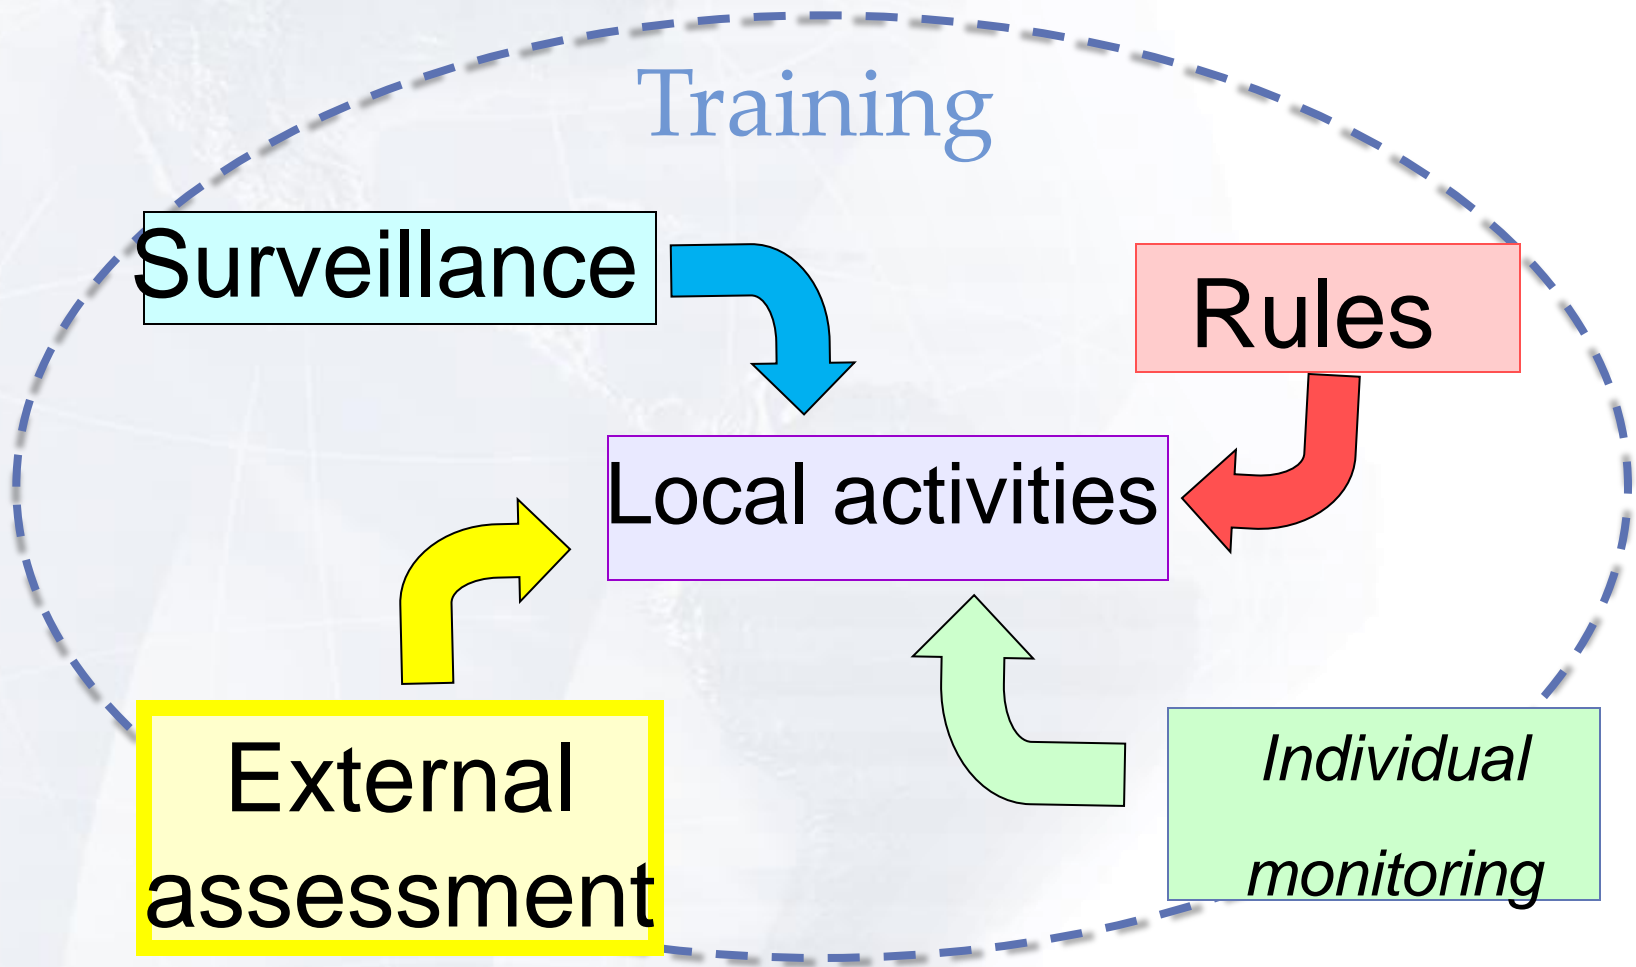 Training
Surveillance
Rules
Local activities
External
assessment
Individual
monitoring